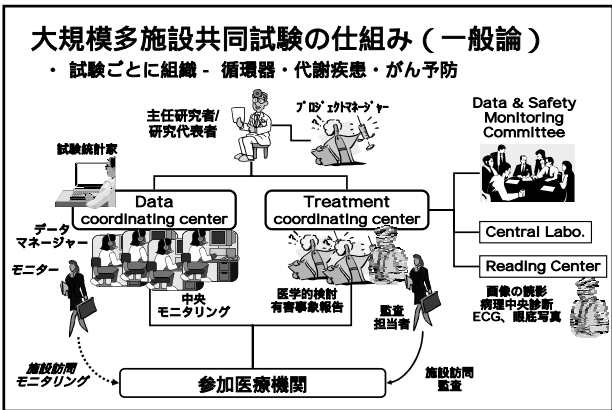 大規模多施設共同試験の仕組み（一般論）
・ 試験ごとに組織 - 循環器・代謝疾患・がん予防
主任研究者/
研究代表者
ﾌﾟﾛｼﾞｪｸﾄﾏﾈｰｼﾞｬｰ
Data & Safety
Monitoring
Committee
試験統計家
Data
coordinating center
Treatment
coordinating center
Central Labo.
Reading Center
データ
マネージャー
モニター
中央
モニタリング
医学的検討
有害事象報告
監査
担当者
画像の読影
病理中央診断
ECG、眼底写真
施設訪問
モニタリング
参加医療機関
施設訪問
監査